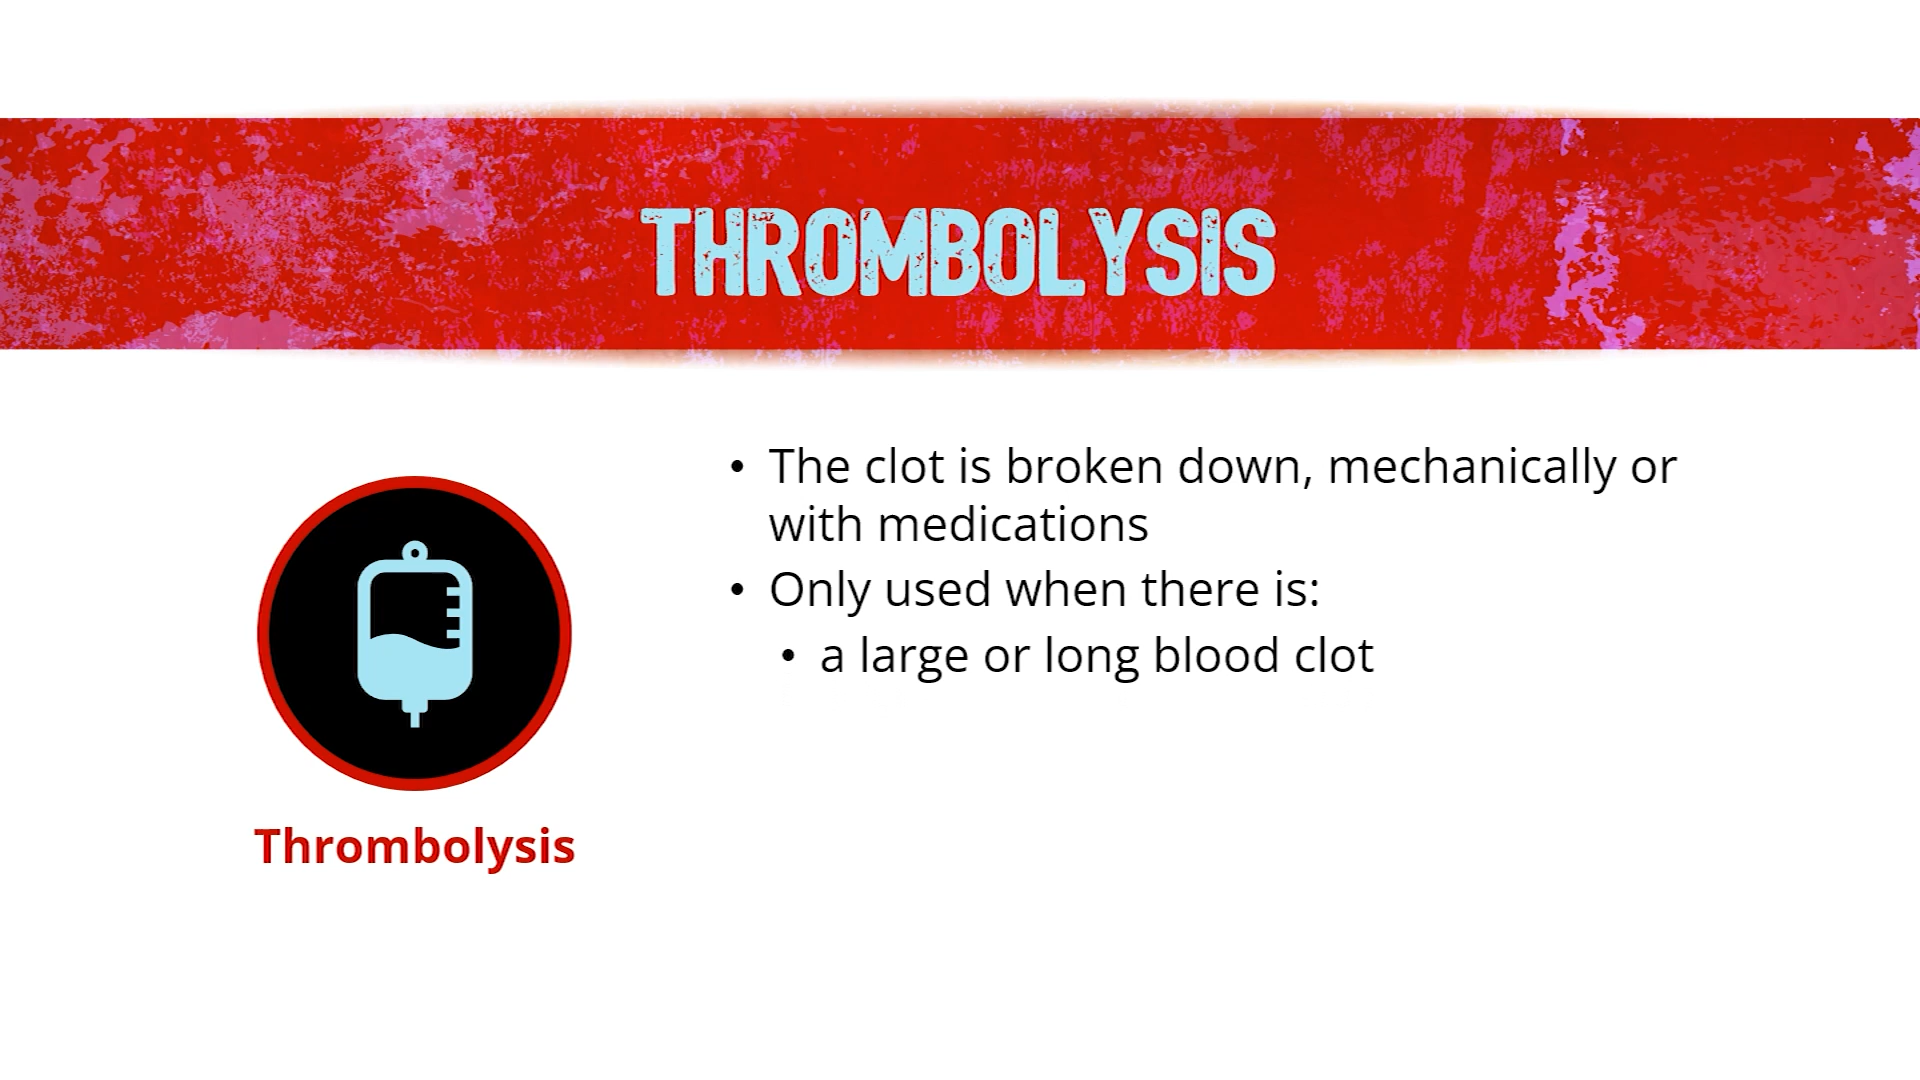 THROMBOLYSIS
• The clot is broken down, mechanically or
with medications
• Only used when there is:
• a large or long blood clot
Thrombolysis